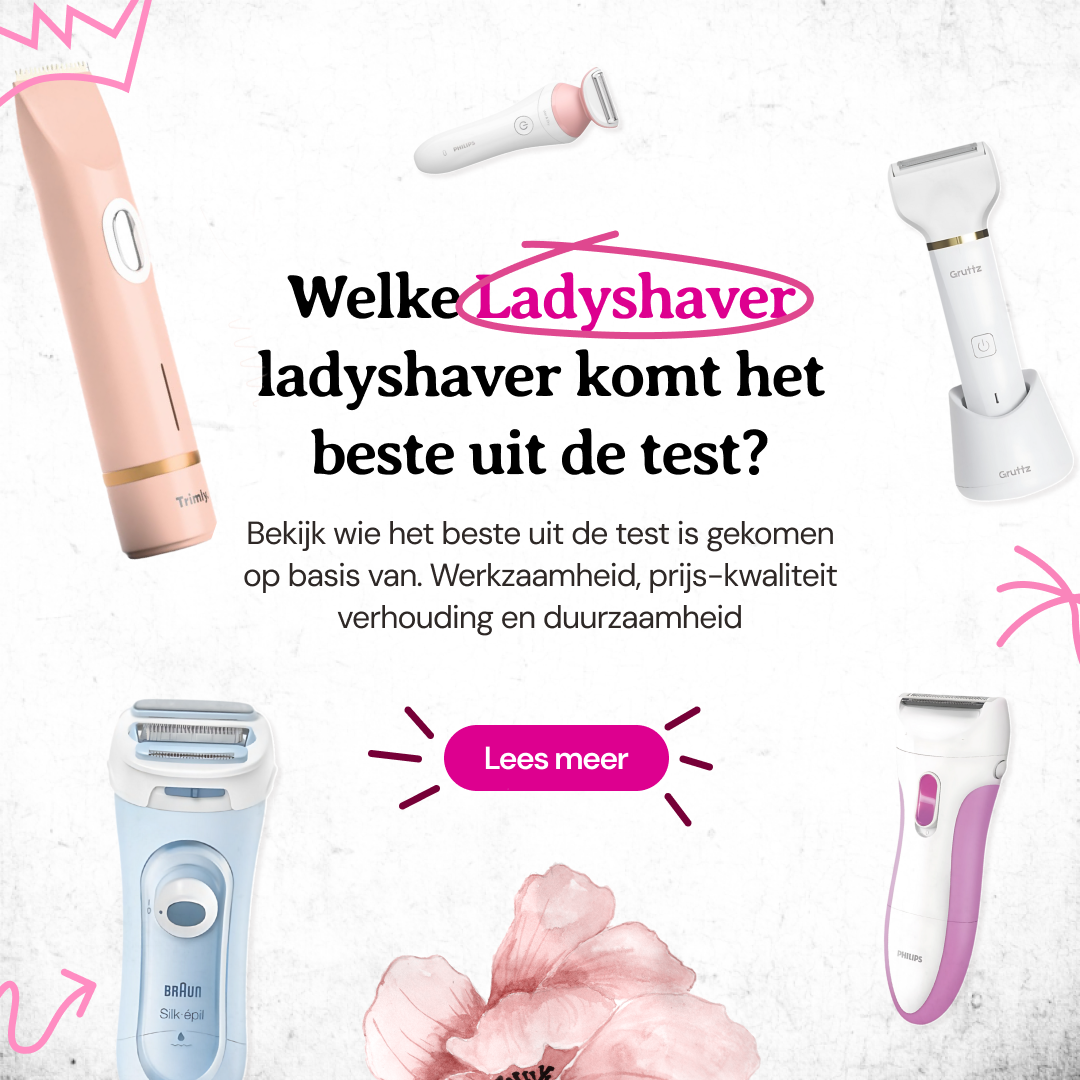 PHILIPS
Gruttz
Welke Ladyshaver
ladyshaver komt het
beste uit de test?
Trimly
Gruttz
Bekijk wie het beste uit de test is gekomen
op basis van. Werkzaamheid, prijs-kwaliteit
verhouding en duurzaamheid
Lees meer
PHILIPS
BRAUN
Silk·épil